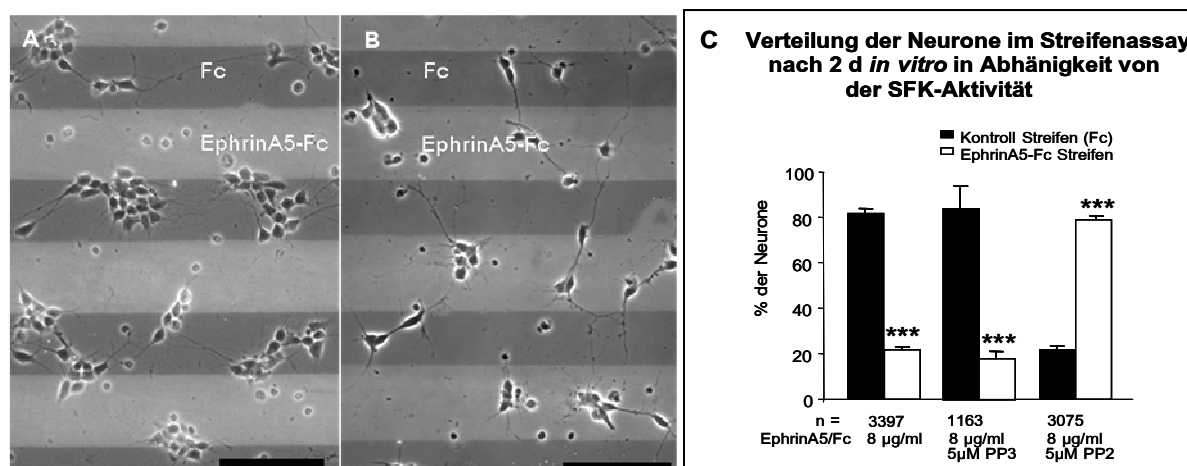 A
Fc
EphrinA5-Fc
B
Fc
EphrinA5-Fc
C Verteilung der Neurone im Streifenassay
nach 2 d in vitro in Abhänigkeit von
der SFK-Aktivität
Kontroll Streifen (Fc)
EphrinA5-Fc Streifen
% der Neurone
100
80
60
40
20
0
*** *** ***
n = 3397 1163 3075
EphrinA5/Fc 8 µg/ml 8 µg/ml 8 µg/ml
5µM PP3 5µM PP2